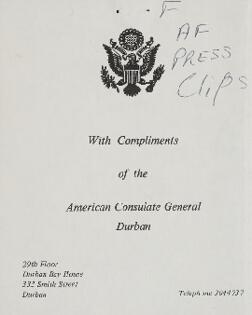 F
AF
PRESS
Clips
With Compliments
of the
American Consulate General
Durban
29th Floor
Durban Bay House
333 Smith Street
Durban
Telephone 3044737